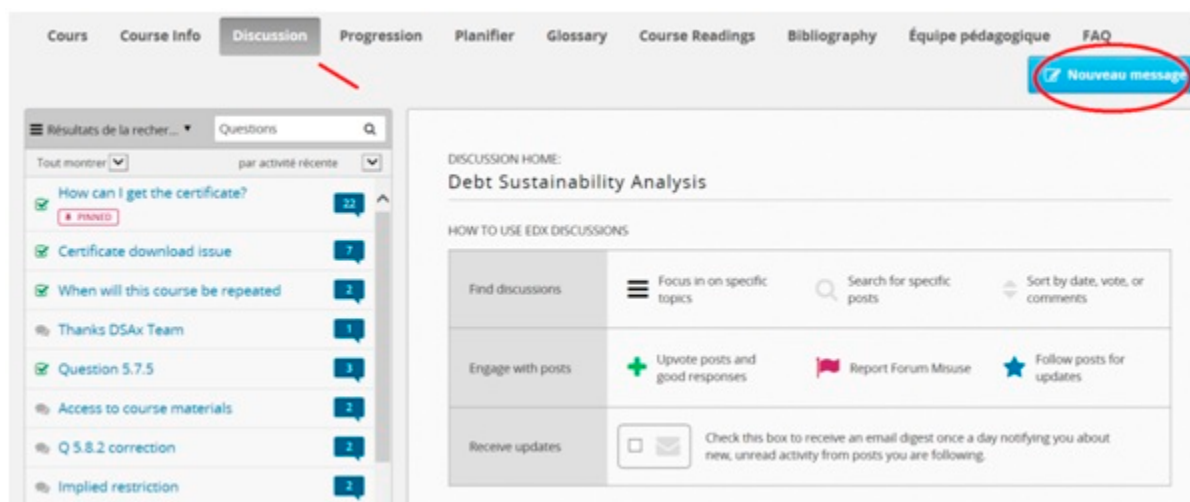 Cours Course Info Discussion Progression Planifier Glossary Course Readings Bibliography Équipe pédagogique FAQ
Nouveau message
Résultats de la recher... Questions
Tout montrer par activité récente
How can I get the certificate? 22
PINNED
Certificate download issue 7
When will this course be repeated 2
Thanks DSAx Team 1
Question 5.7.5 3
Access to course materials 2
Q 5.8.2 correction 2
Implied restriction 2
DISCUSSION HOME:
Debt Sustainability Analysis
HOW TO USE EDX DISCUSSIONS
Find discussions
Focus in on specific
topics
Search for specific
posts
Sort by date, vote, or
comments
Engage with posts
Upvote posts and
good responses
Report Forum Misuse
Follow posts for
updates
Receive updates
Check this box to receive an email digest once a day notifying you about
new, unread activity from posts you are following.